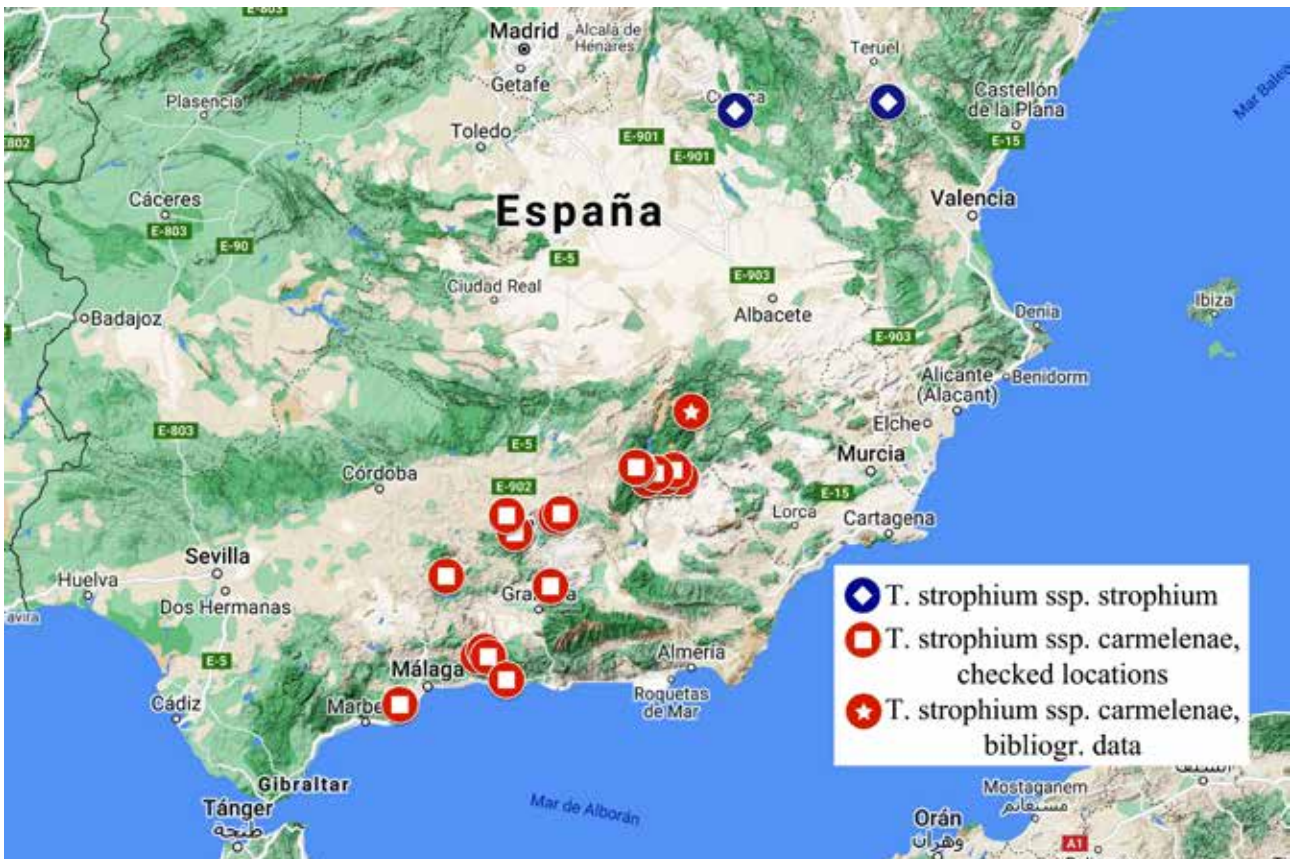 E-803
Madrid
Alcalá de
Henares
Getafe
Teruel
Plasencia
Castellón
de la Plana
Toledo
E-901
E-901
E-15
E-802
Cáceres
E-803
E-90
España
Valencia
E-5
E-903
Ciudad Real
Albacete
Ibiza
Badajoz
Denia
E-903
Alicante
(Alacant)
Benidorm
Elche
E-803
E-5
Murcia
Córdoba
E-902
E-15
Lorca
Cartagena
Sevilla
Huelva
Dos Hermanas
E-5
Málaga
Almería
Roquetas
de Mar
Cádiz
Gibraltar
Tánger
طنجة
Mar de Alborán
T. strophium ssp. strophium
T. strophium ssp. carmelenae,
checked locations
T. strophium ssp. carmelenae,
bibliogr. data
Mostaganem
مستغانم
Orán
وهران
A1